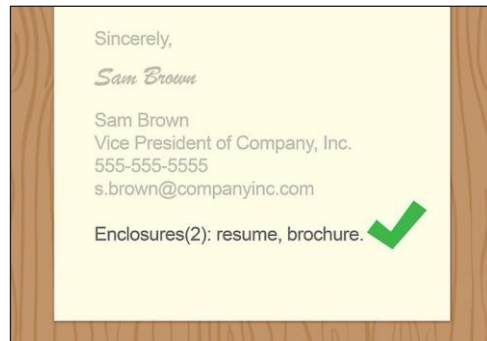 Sincerely,
Sam Brown
Sam Brown
Vice President of Company, Inc.
555-555-5555
s.brown@companyinc.com
Enclosures(2): resume, brochure.